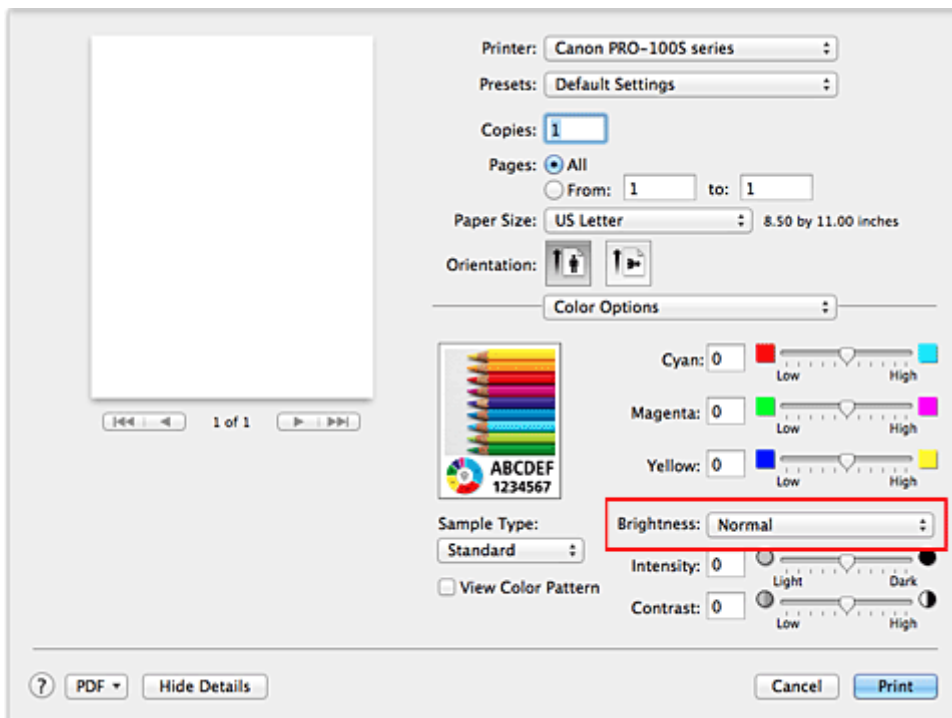 Printer: Canon PRO-100S series
Presets: Default Settings
Copies: 1
Pages: All
From: 1 to: 1
Paper Size: US Letter 8.50 by 11.00 inches
Orientation:
Color Options
1 of 1
Cyan: 0
Low High
Magenta: 0
Low High
Yellow: 0
Low High
ABCDEF
1234567
Sample Type:
Standard
View Color Pattern
Brightness: Normal
Intensity: 0
Light Dark
Contrast: 0
Low High
? PDF Hide Details Cancel Print